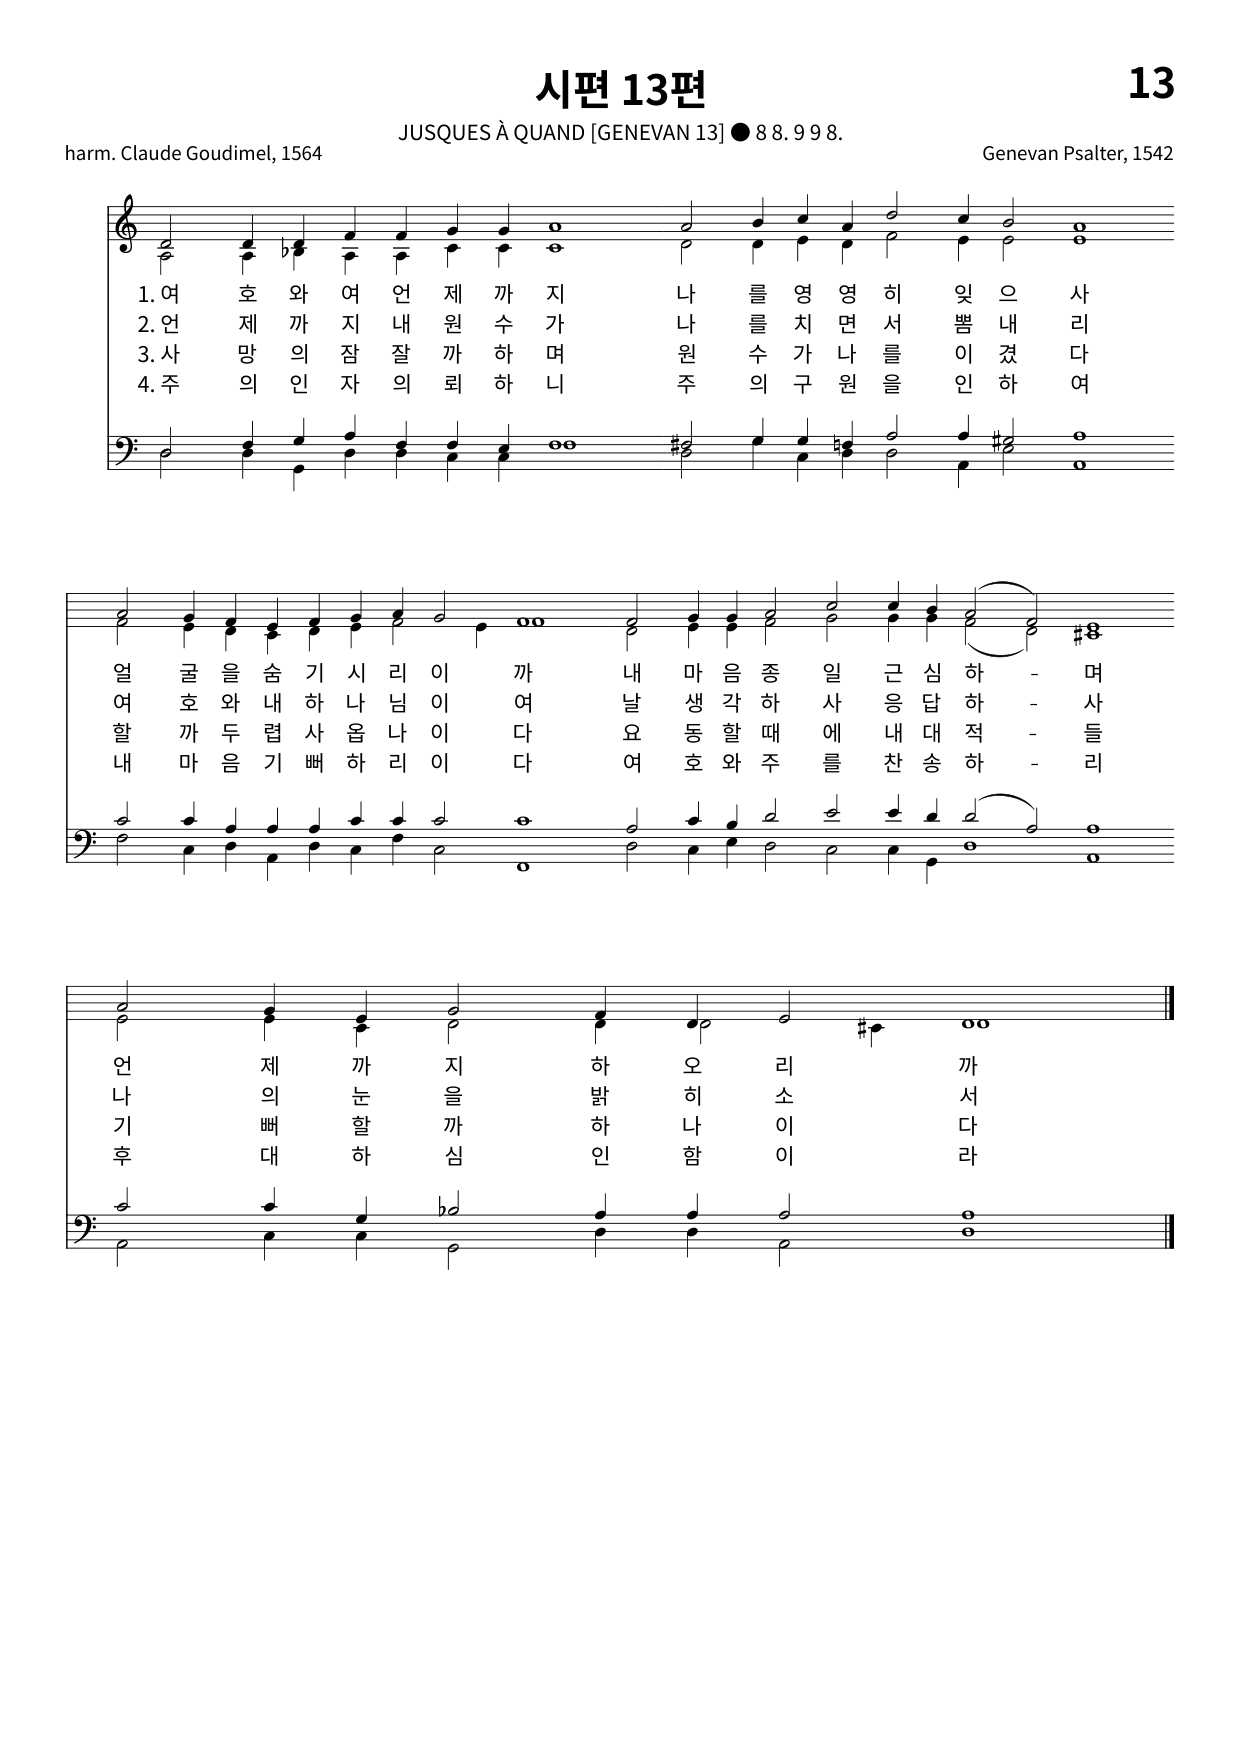 시편 13편
13
JUSQUES À QUAND [GENEVAN 13] ● 8 8. 9 9 8.
harm. Claude Goudimel, 1564
Genevan Psalter, 1542
1. 여 호 와 여 언 제 까 지 나 를 영 영 히 잊 으 사
2. 언 제 까 지 내 원 수 가 나 를 치 면 서 뽐 내 리
3. 사 망 의 잠 잘 까 하 며 원 수 가 나 를 이 겼 다
4. 주 의 인 자 의 뢰 하 니 주 의 구 원 을 인 하 여
얼 굴 을 숨 기 시 리 이 까 내 마 음 종 일 근 심 하 - 며
여 호 와 내 하 나 님 이 여 날 생 각 하 사 응 답 하 - 사
할 까 두 렵 사 옵 나 이 다 요 동 할 때 에 내 대 적 - 들
내 마 음 기 뻐 하 리 이 다 여 호 와 주 를 찬 송 하 - 리
언 제 까 지 하 오 리 까
나 의 눈 을 밝 히 소 서
기 뻐 할 까 하 나 이 다
후 대 하 심 인 함 이 라